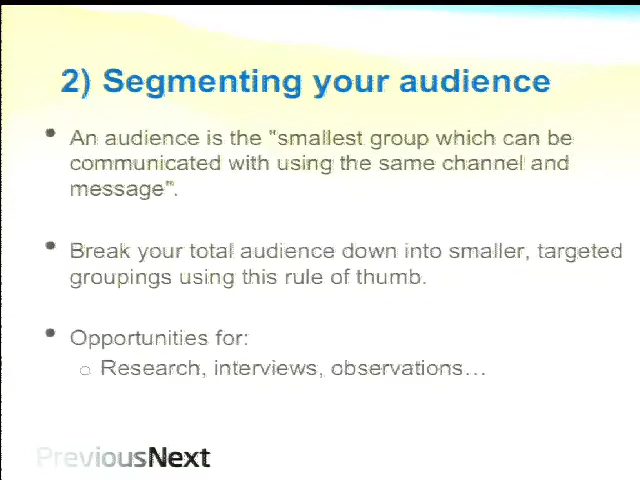 2) Segmenting your audience
• An audience is the "smallest group which can be
communicated with using the same channel and
message".
• Break your total audience down into smaller, targeted
groupings using this rule of thumb.
• Opportunities for:
o Research, interviews, observations…
PreviousNext